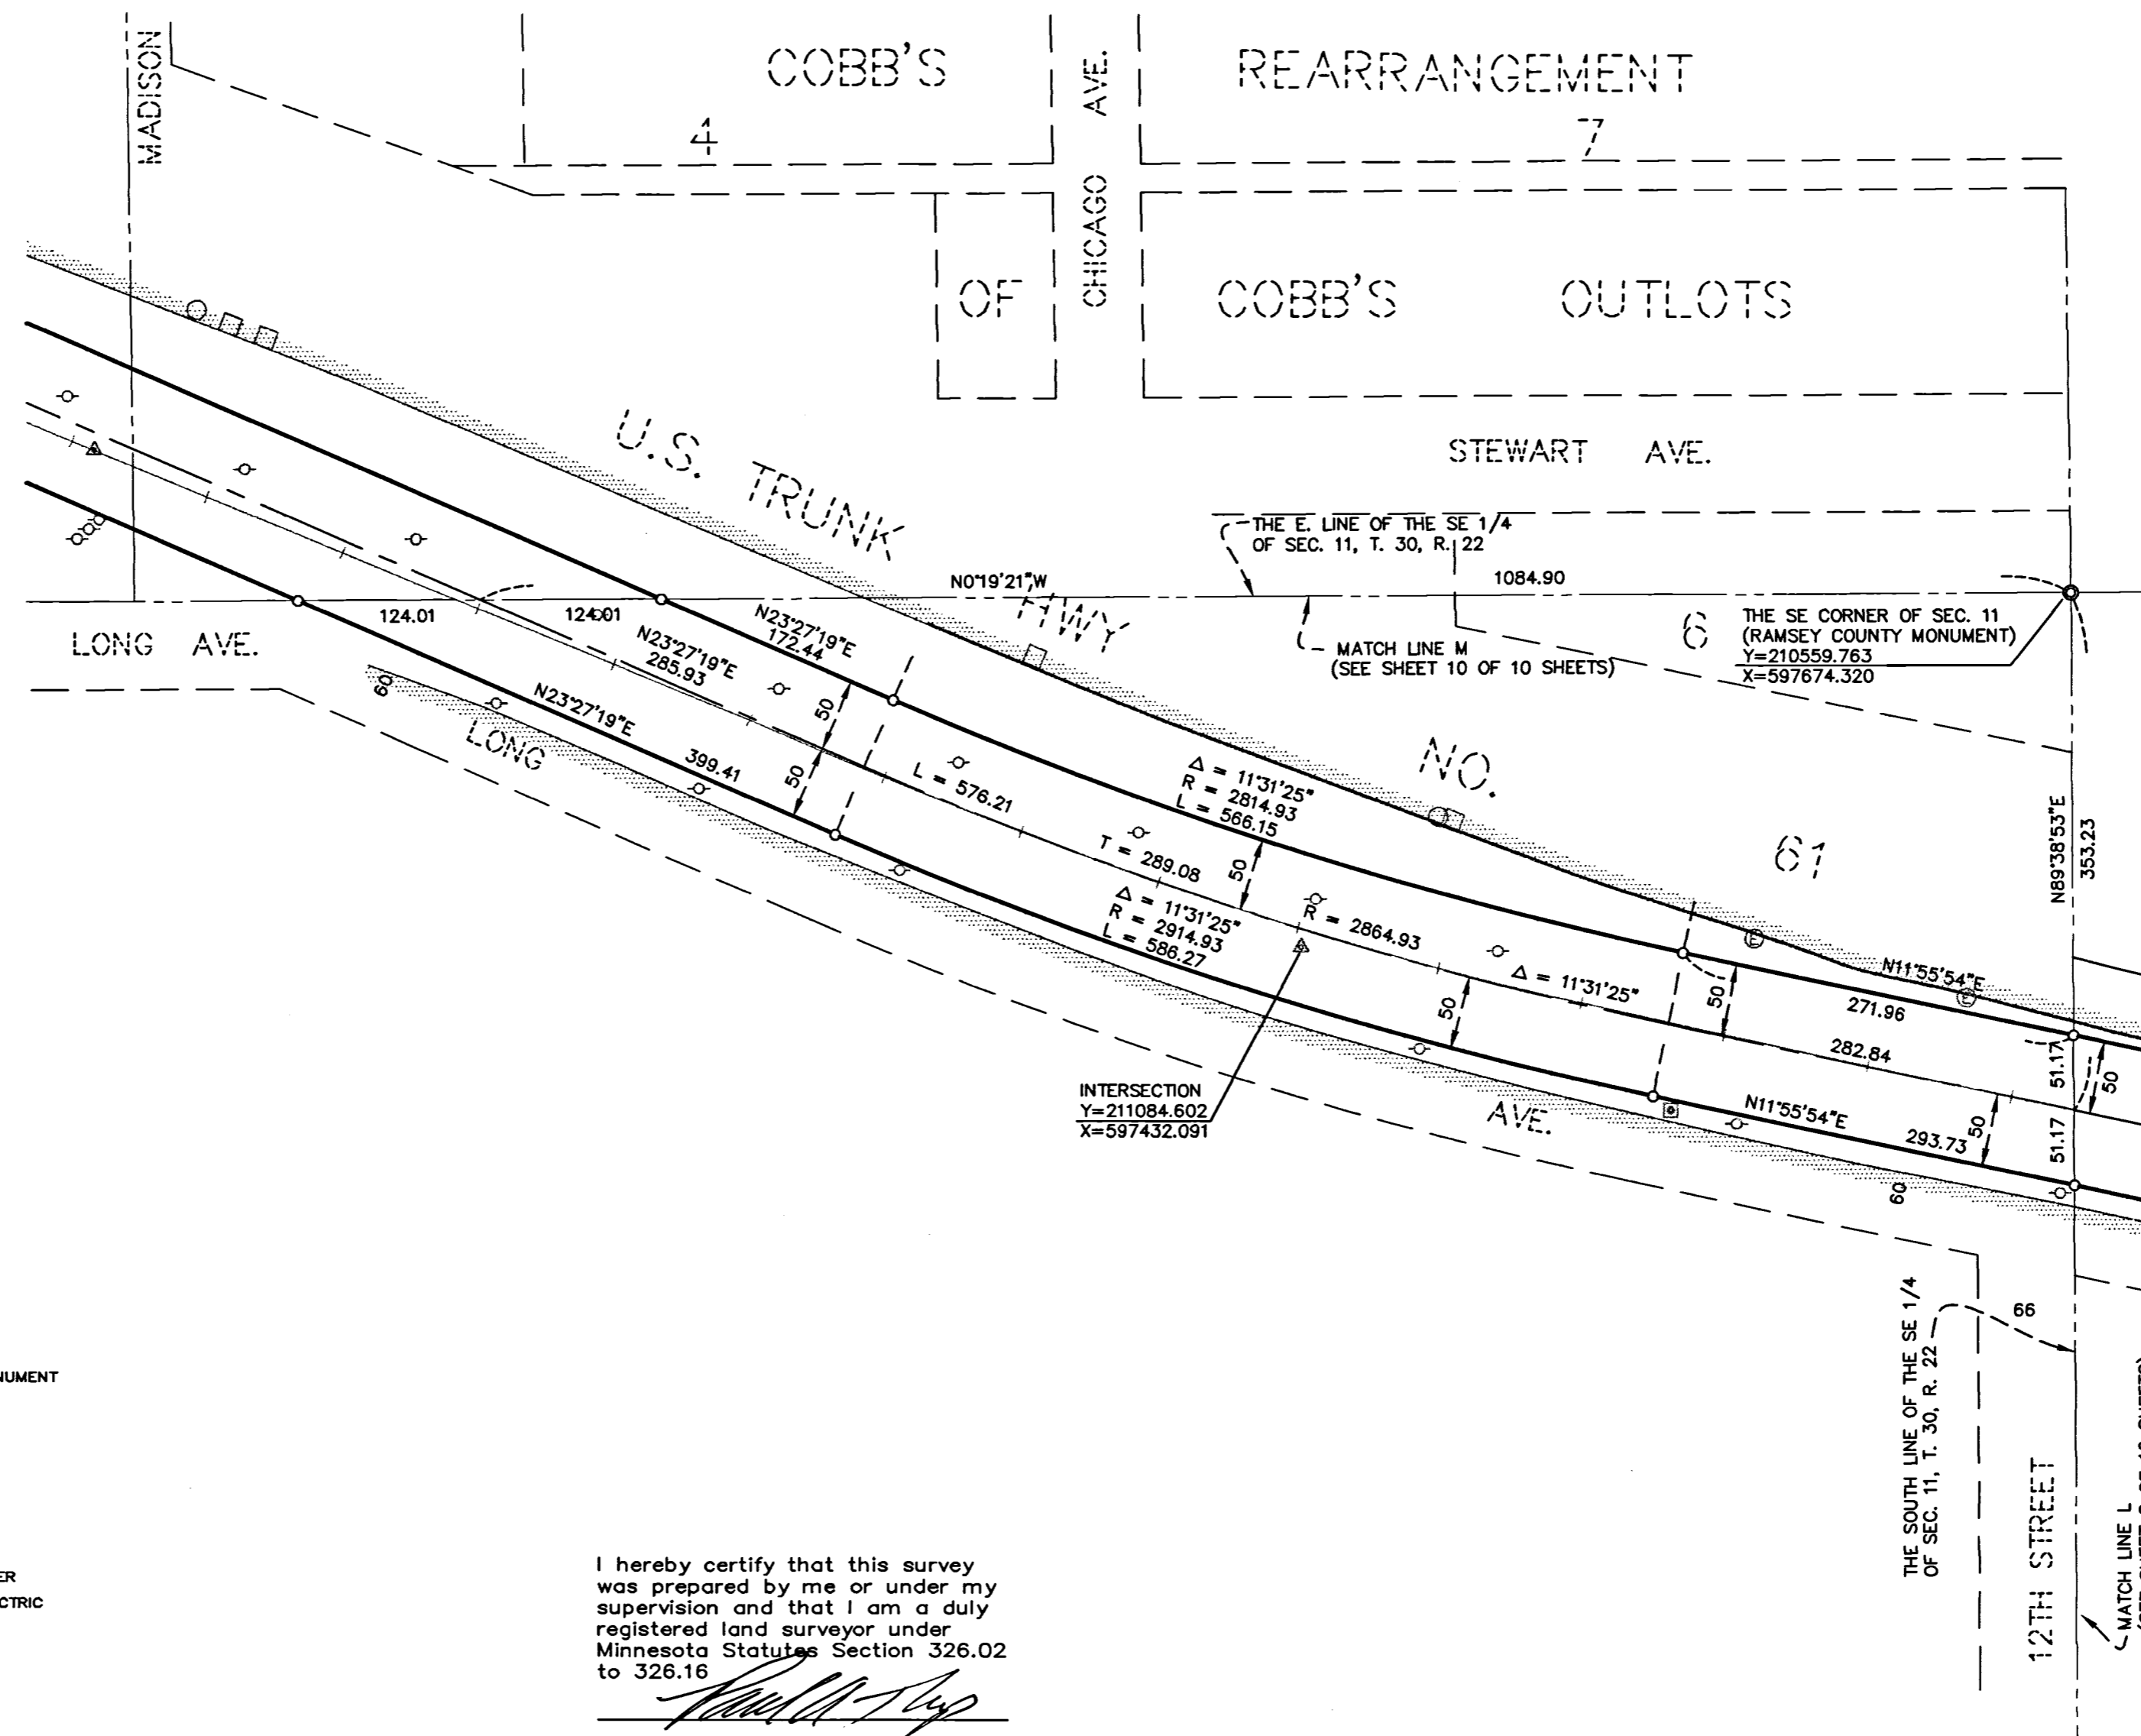 MADISON
COBB'S
4
CHICAGO AVE.
REARRANGEMENT
7
OF
COBB'S OUTLOTS
U.S. TRUNK HWY NO. 61
STEWART AVE.
THE E. LINE OF THE SE 1/4
OF SEC. 11, T. 30, R. 22
N0°19'21"W
1084.90
MATCH LINE M
(SEE SHEET 10 OF 10 SHEETS)
6
THE SE CORNER OF SEC. 11
(RAMSEY COUNTY MONUMENT)
Y=210559.763
X=597674.320
LONG AVE.
124.01
124.01
N23°27'19"E
172.44
N23°27'19"E
285.93
N23°27'19"E
399.41
60
LONG
50
50
L = 576.21
T = 289.08
R = 2864.93
Δ = 11°31'25"
Δ = 11°31'25"
R = 2814.93
L = 566.15
50
Δ = 11°31'25"
R = 2914.93
L = 586.27
50
50
N11°55'54"E
271.96
282.84
N11°55'54"E
293.73
50
51.17
51.17
50
N89°38'53"E
353.23
E
E
INTERSECTION
Y=211084.602
X=597432.091
AVE.
60
THE SOUTH LINE OF THE SE 1/4
OF SEC. 11, T. 30, R. 22
66
12TH STREET
MATCH LINE L
NUMENT
ER
CTRIC
I hereby certify that this survey
was prepared by me or under my
supervision and that I am a duly
registered land surveyor under
Minnesota Statutes Section 326.02
to 326.16